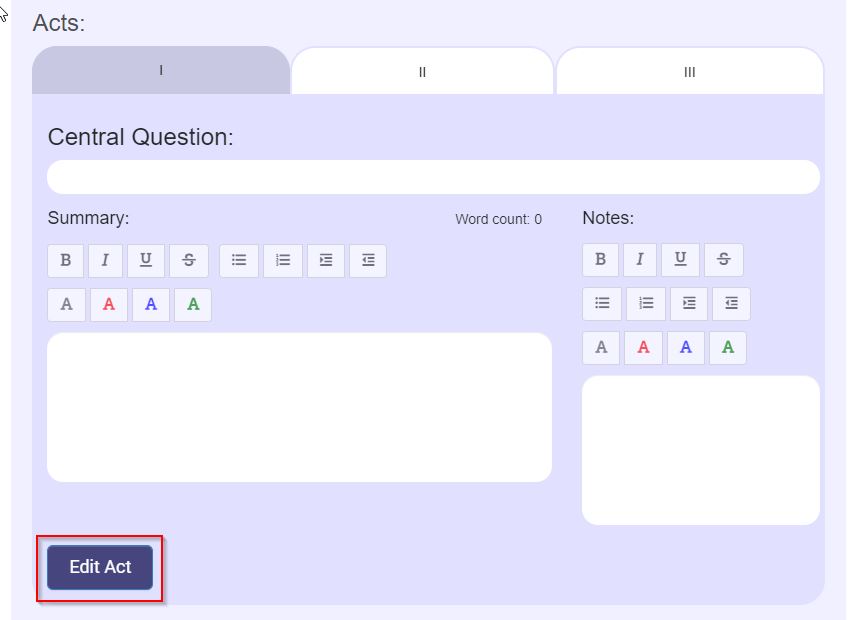 Acts:
I II III
Central Question:
Summary: Word count: 0 Notes:
B I U S B I U S
A A A A
A A A A
Edit Act